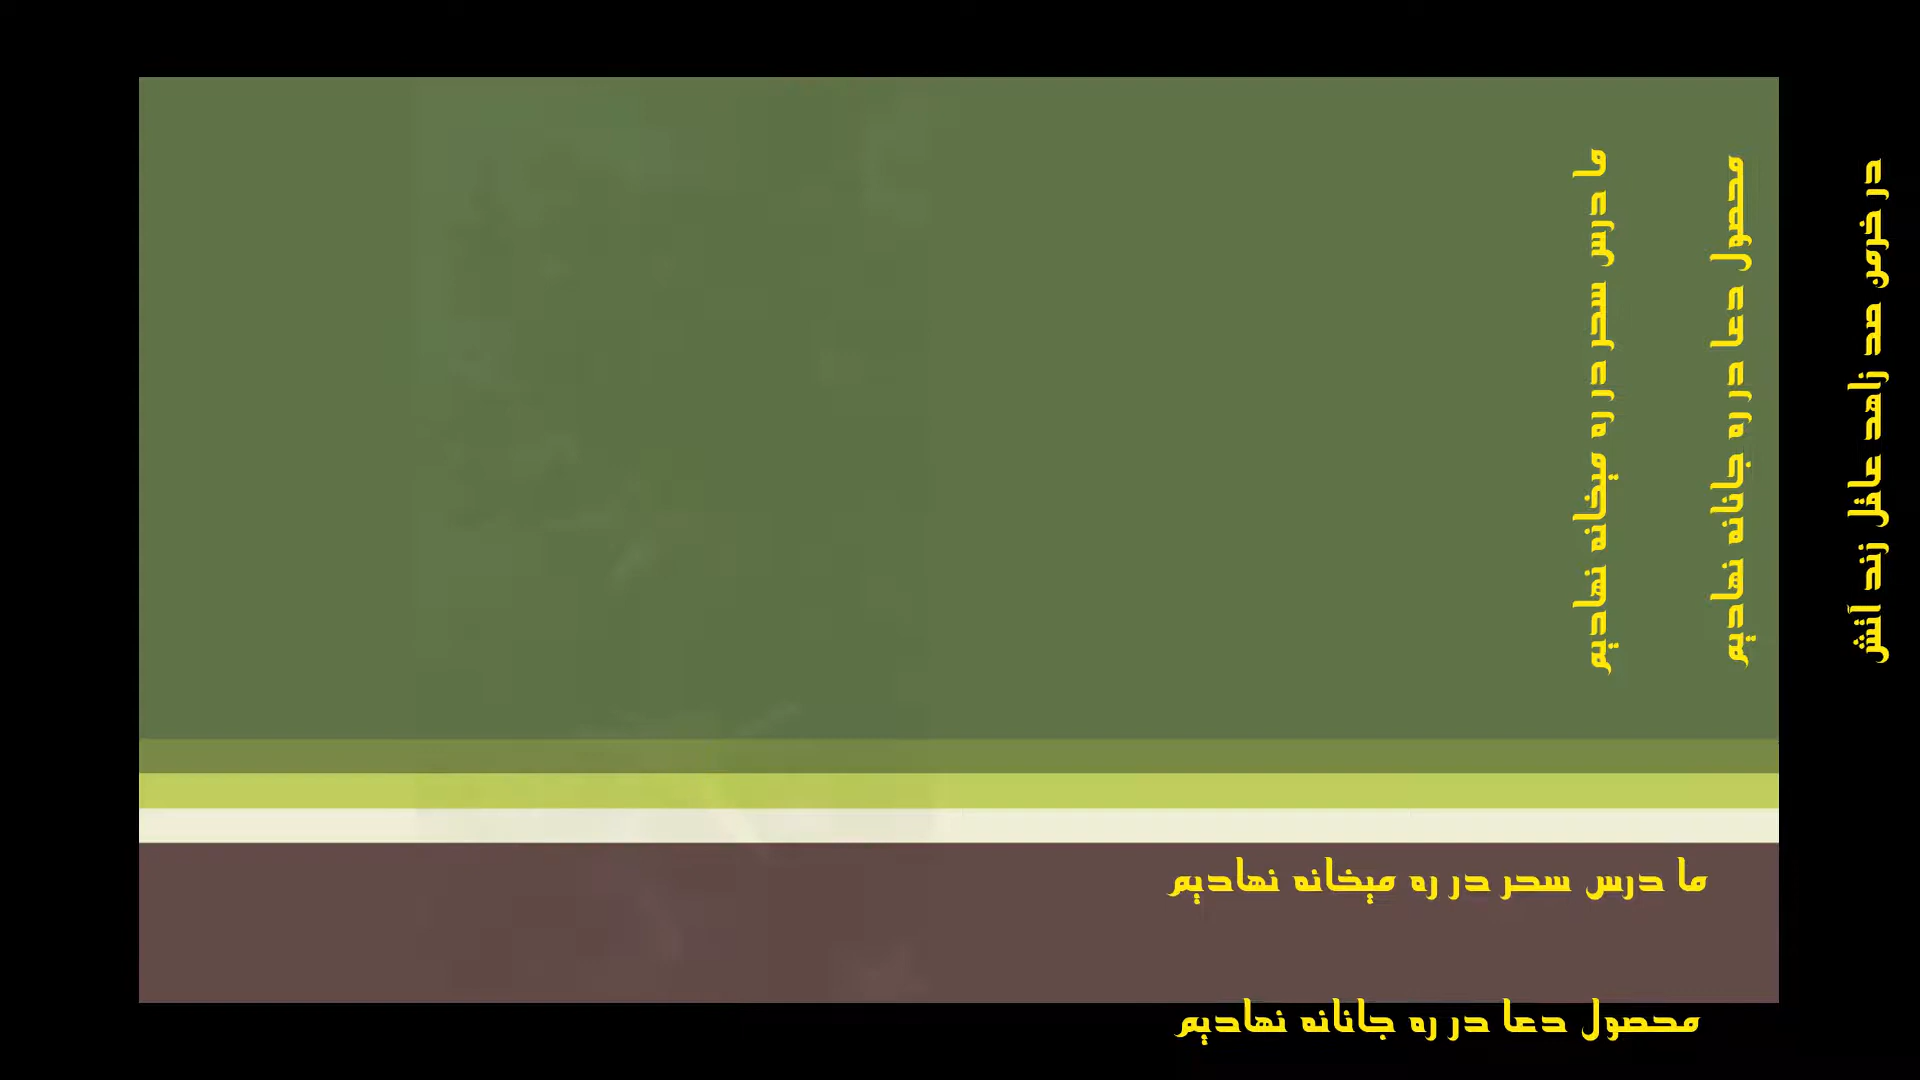 ما درس سحر در ره میخانه نهادیم
محصول دعا در ره جانانه نهادیم
در خرمن صد زاهد عاقل زند آتش
ما درس سحر در ره میخانه نهادیم
محصول دعا در ره جانانه نهادیم